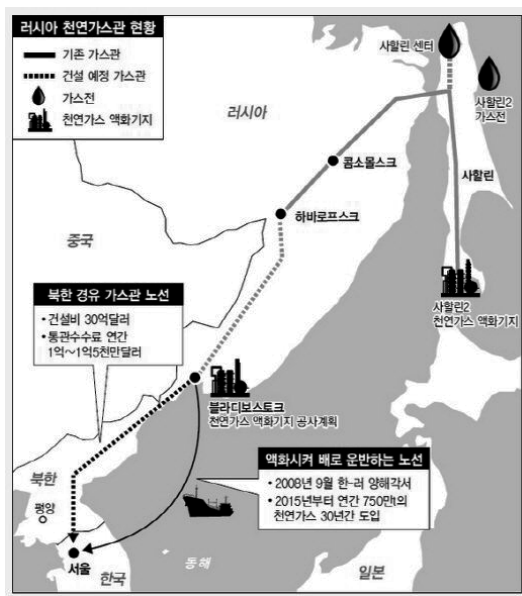 러시아 천연가스관 현황
기존 가스관
건설 예정 가스관
가스전
천연가스 액화기지
사할린 센터
사할린2
가스전
러시아
콤소몰스크
사할린
하바로프스크
중국
사할린2
천연가스 액화기지
북한 경유 가스관 노선
• 건설비 30억달러
• 통관수수료 연간
1억~1억5천만달러
블라디보스토크
천연가스 액화기지 공사계획
액화시켜 배로 운반하는 노선
• 2008년 9월 한-러 양해각서
• 2015년부터 연간 750만t의
천연가스 30년간 도입
북한
평양
서울
한국
동해
일본